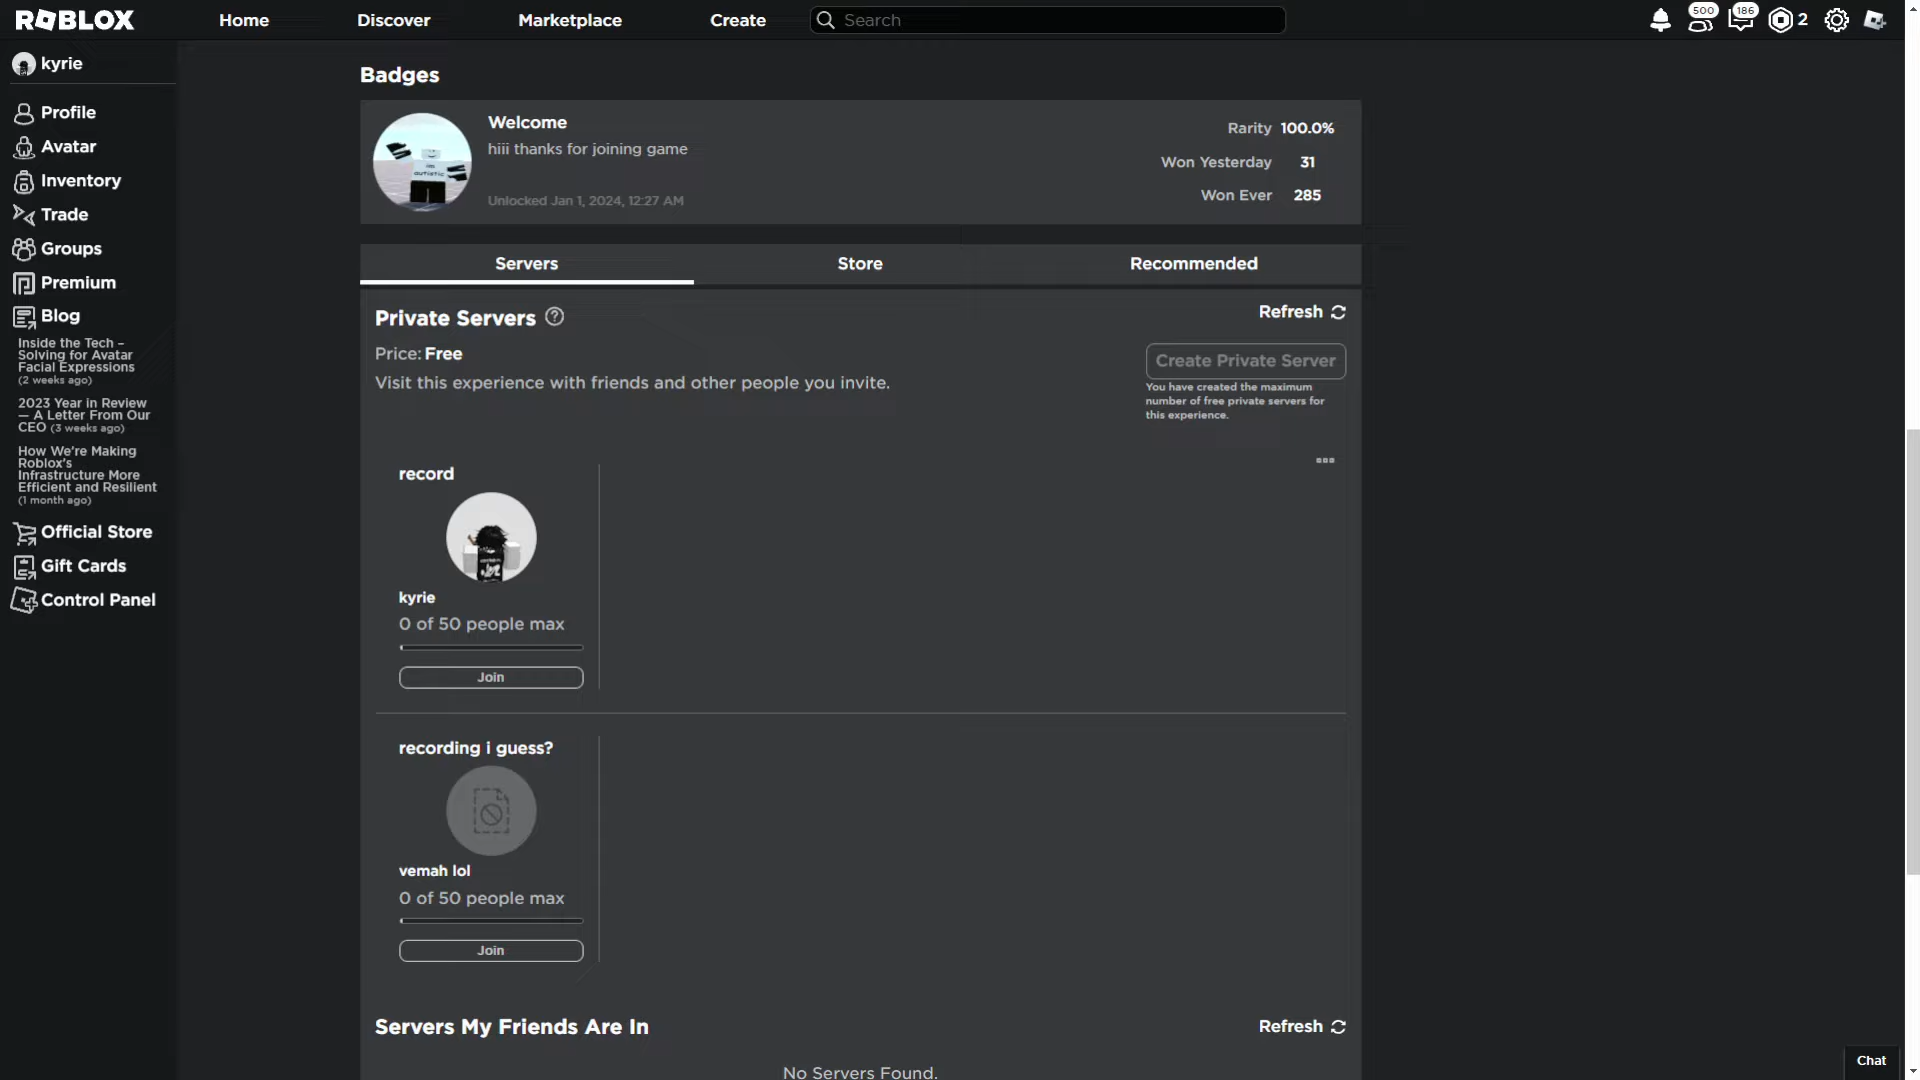 ROBLOX
Home
Discover
Marketplace
Create
Search
500
186
2
kyrie
Profile
Avatar
Inventory
Trade
Groups
Premium
Blog
Inside the Tech –
Solving for Avatar
Facial Expressions
(2 weeks ago)
2023 Year in Review
— A Letter From Our
CEO (3 weeks ago)
How We're Making
Roblox's
Infrastructure More
Efficient and Resilient
(1 month ago)
Official Store
Gift Cards
Control Panel
Badges
autistic
Welcome
hiii thanks for joining game
Unlocked Jan 1, 2024, 12:27 AM
Rarity 100.0%
Won Yesterday 31
Won Ever 285
Servers
Store
Recommended
Private Servers
Refresh
Price: Free
Visit this experience with friends and other people you invite.
Create Private Server
You have created the maximum
number of free private servers for
this experience.
record
kyrie
0 of 50 people max
Join
recording i guess?
vemah lol
0 of 50 people max
Join
Servers My Friends Are In
Refresh
No Servers Found.
Chat